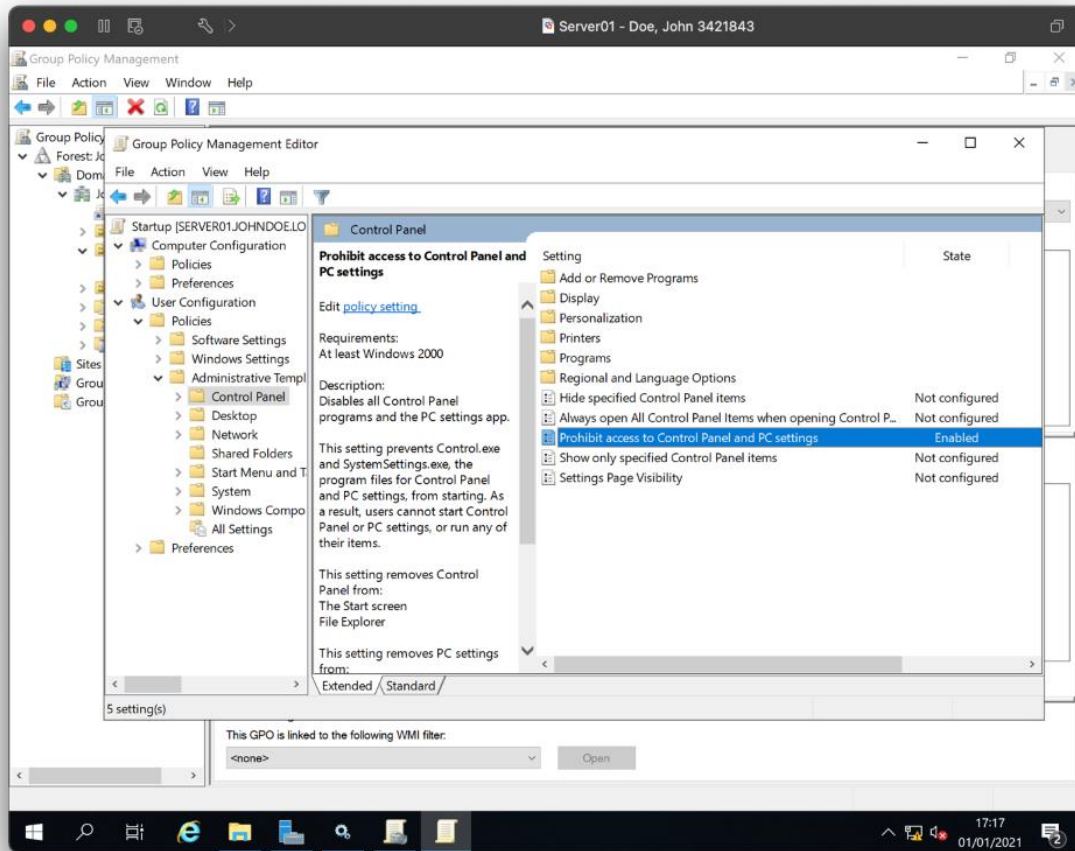 Server01 - Doe, John 3421843
Group Policy Management
File Action View Window Help
Group Policy
Forest: Jo
Dom
Sites
Grou
Grou
Group Policy Management Editor
File Action View Help
Startup [SERVER01.JOHNDOE.LO
Computer Configuration
Policies
Preferences
User Configuration
Policies
Software Settings
Windows Settings
Administrative Templ
Control Panel
Desktop
Network
Shared Folders
Start Menu and T
System
Windows Compo
All Settings
Preferences
Control Panel
Prohibit access to Control Panel and
PC settings
Edit policy setting
Requirements:
At least Windows 2000
Description:
Disables all Control Panel
programs and the PC settings app.
This setting prevents Control.exe
and SystemSettings.exe, the
program files for Control Panel
and PC settings, from starting. As
a result, users cannot start Control
Panel or PC settings, or run any of
their items.
This setting removes Control
Panel from:
The Start screen
File Explorer
This setting removes PC settings
from:
Setting State
Add or Remove Programs
Display
Personalization
Printers
Programs
Regional and Language Options
Hide specified Control Panel items Not configured
Always open All Control Panel Items when opening Control P... Not configured
Prohibit access to Control Panel and PC settings Enabled
Show only specified Control Panel items Not configured
Settings Page Visibility Not configured
Extended Standard
5 setting(s)
This GPO is linked to the following WMI filter:
<none> Open
17:17
01/01/2021
2